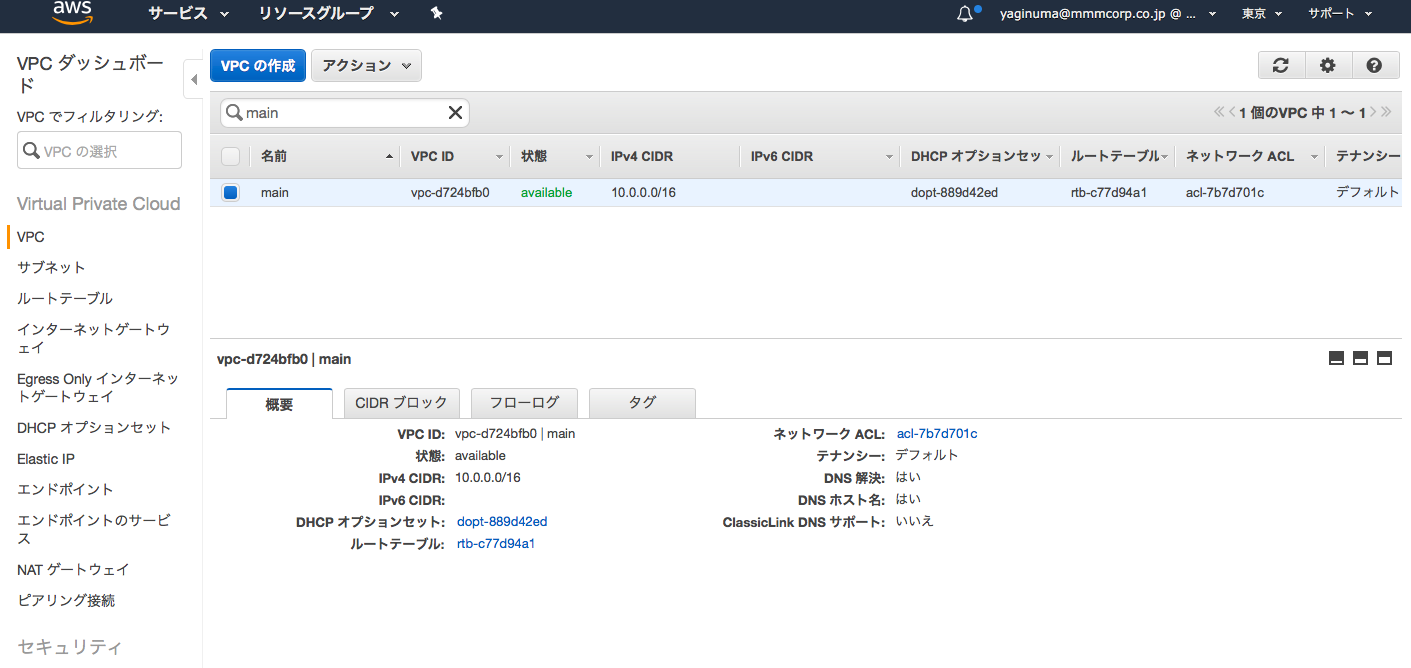 aws サービス リソースグループ yaginuma@mmmcorp.co.jp @ ... 東京 サポート
VPC ダッシュボー
ド
VPC でフィルタリング:
VPC の選択
Virtual Private Cloud
VPC
サブネット
ルートテーブル
インターネットゲートウ
ェイ
Egress Only インターネッ
トゲートウェイ
DHCP オプションセット
Elastic IP
エンドポイント
エンドポイントのサービ
ス
NAT ゲートウェイ
ピアリング接続
セキュリティ
VPC の作成 アクション
main
1 個のVPC 中 1 ～ 1
名前 VPC ID 状態 IPv4 CIDR IPv6 CIDR DHCP オプションセッ ルートテーブル ネットワーク ACL テナンシー
main vpc-d724bfb0 available 10.0.0.0/16 dopt-889d42ed rtb-c77d94a1 acl-7b7d701c デフォルト
vpc-d724bfb0 | main
概要 CIDR ブロック フローログ タグ
VPC ID: vpc-d724bfb0 | main
状態: available
IPv4 CIDR: 10.0.0.0/16
IPv6 CIDR:
DHCP オプションセット: dopt-889d42ed
ルートテーブル: rtb-c77d94a1
ネットワーク ACL: acl-7b7d701c
テナンシー: デフォルト
DNS 解決: はい
DNS ホスト名: はい
ClassicLink DNS サポート: いいえ